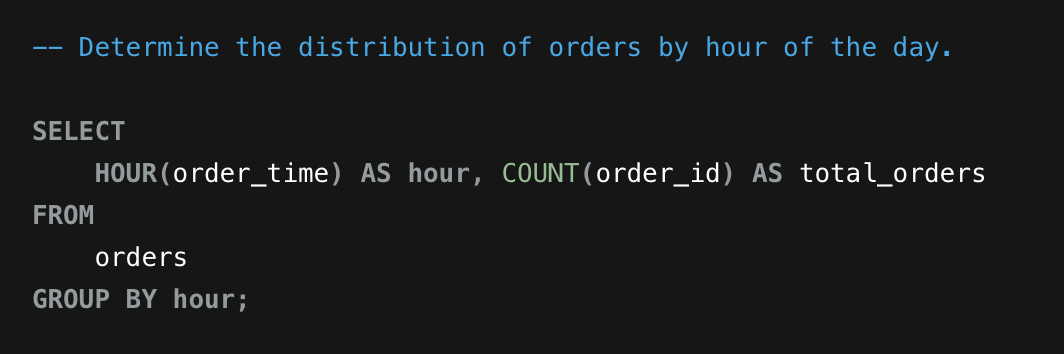 -- Determine the distribution of orders by hour of the day.
SELECT
    HOUR(order_time) AS hour, COUNT(order_id) AS total_orders
FROM
    orders
GROUP BY hour;